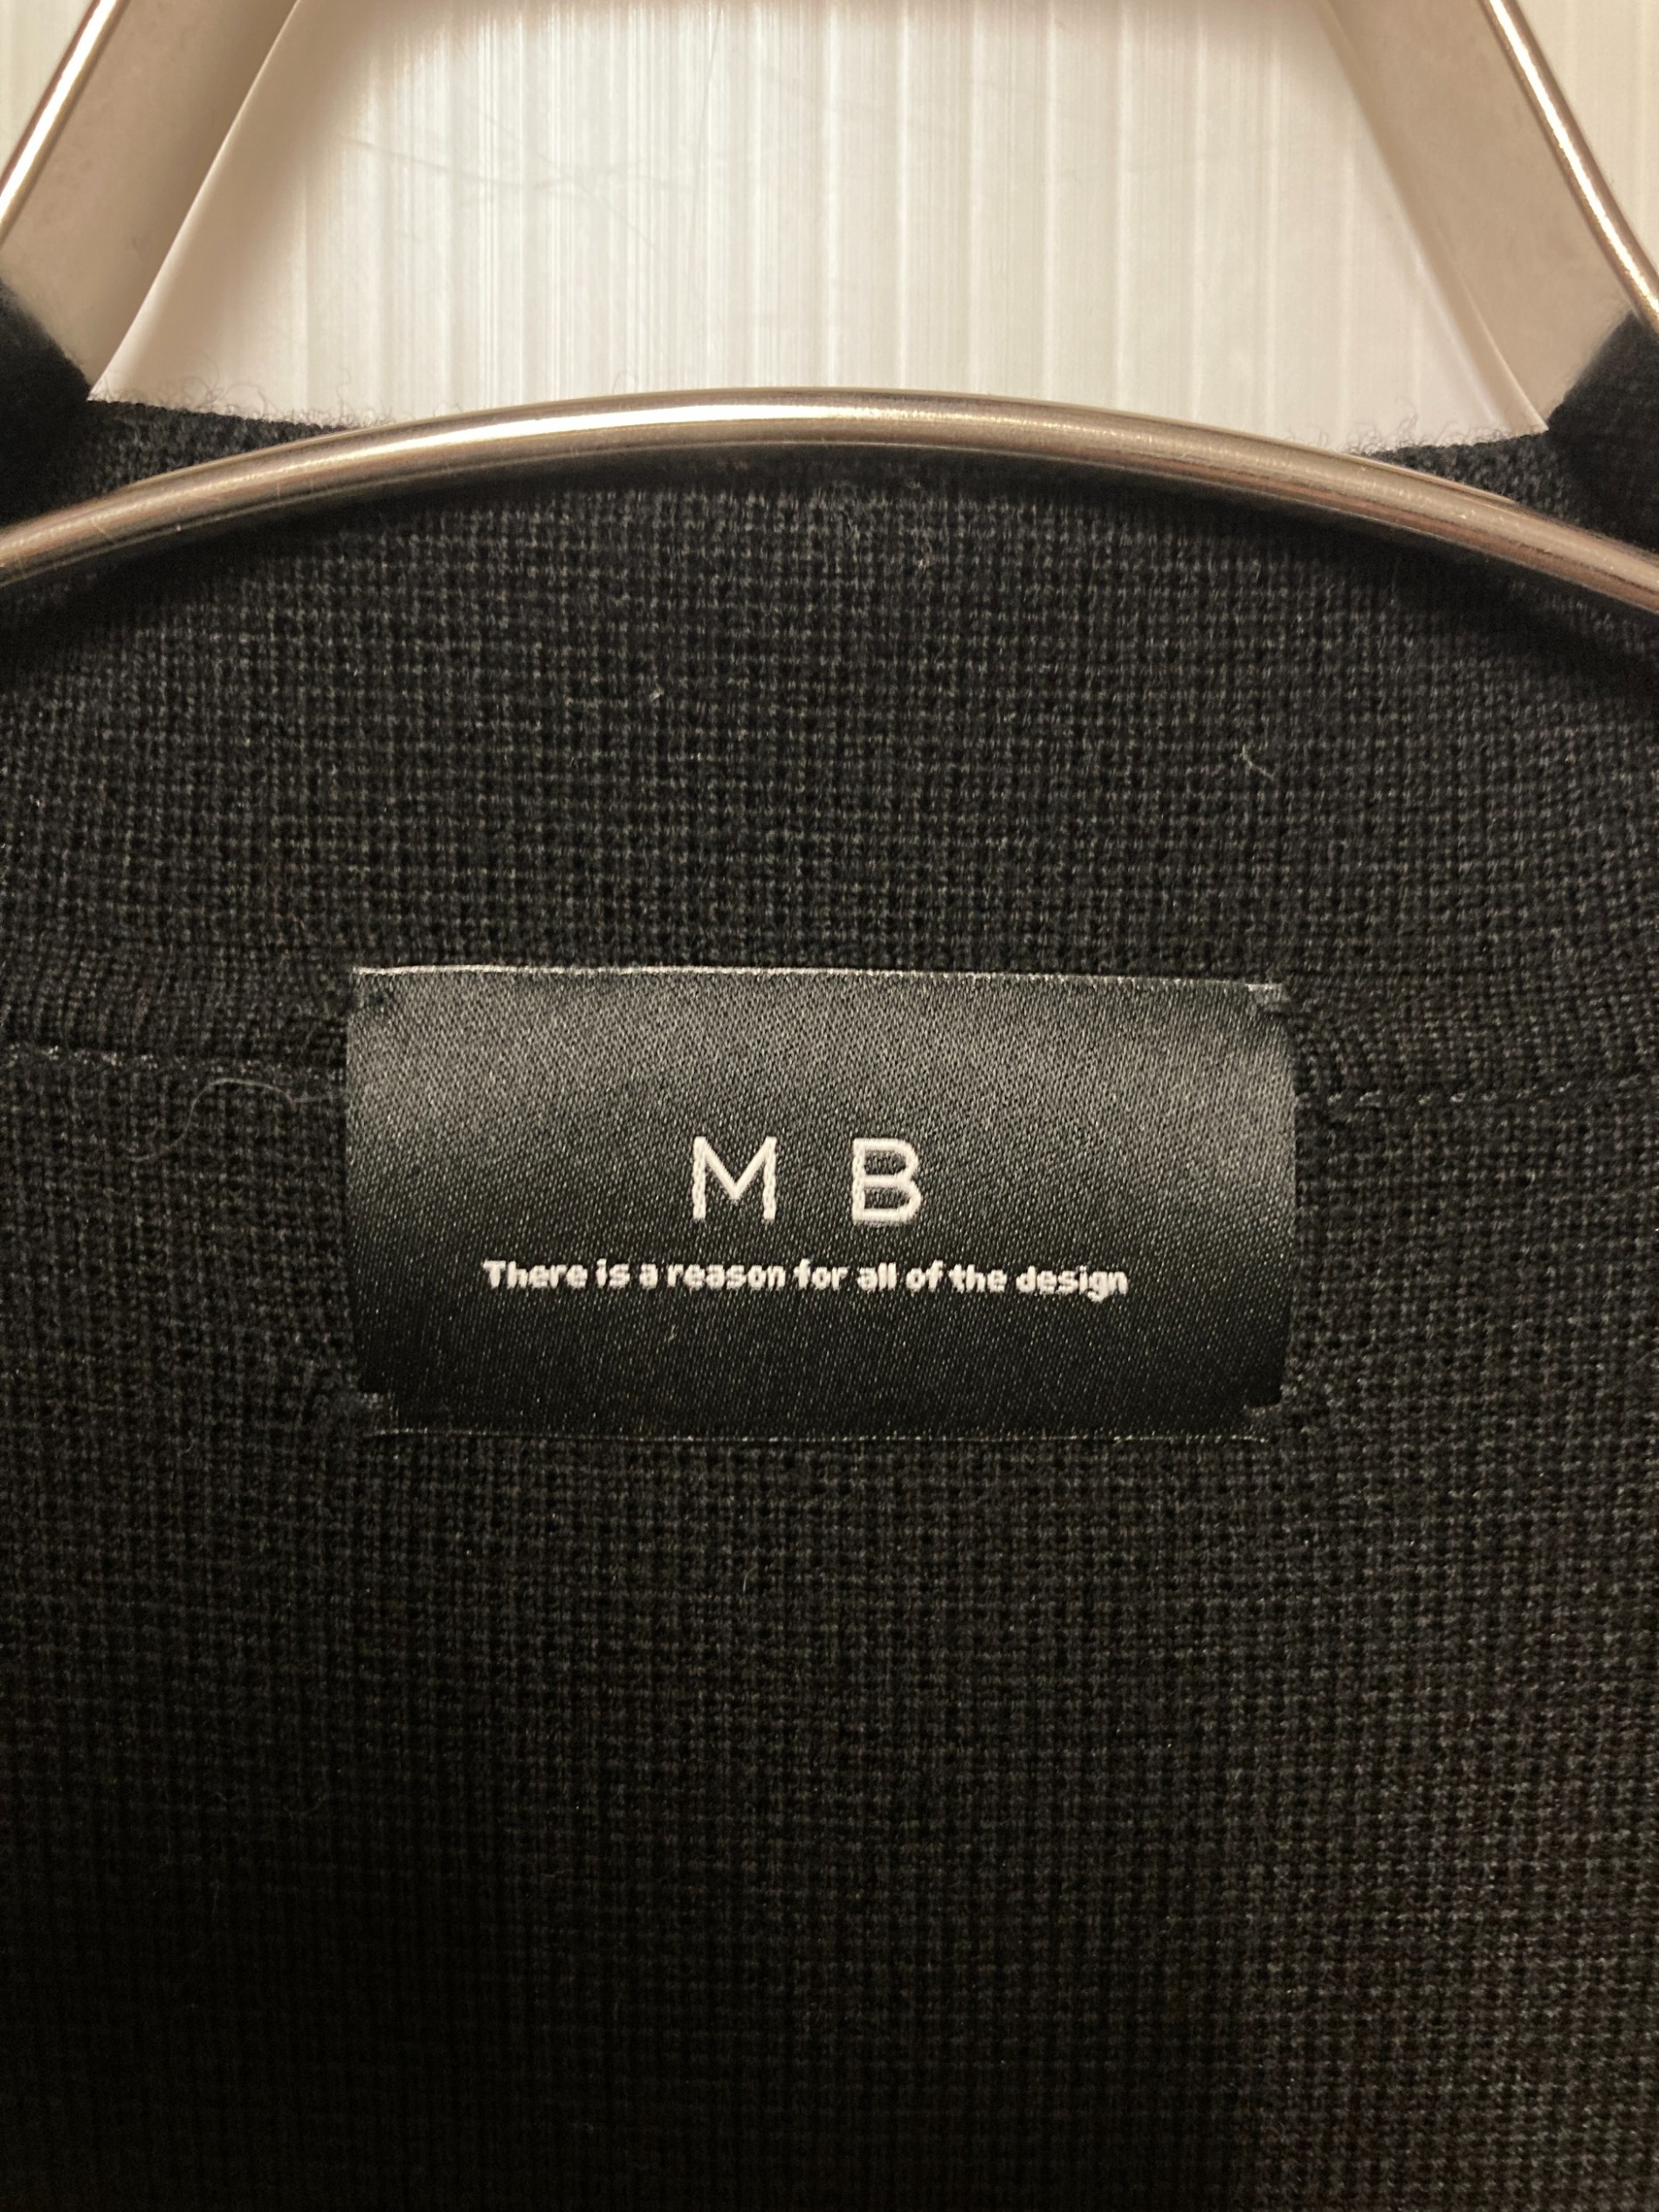 M B
There is a reason for all of the design